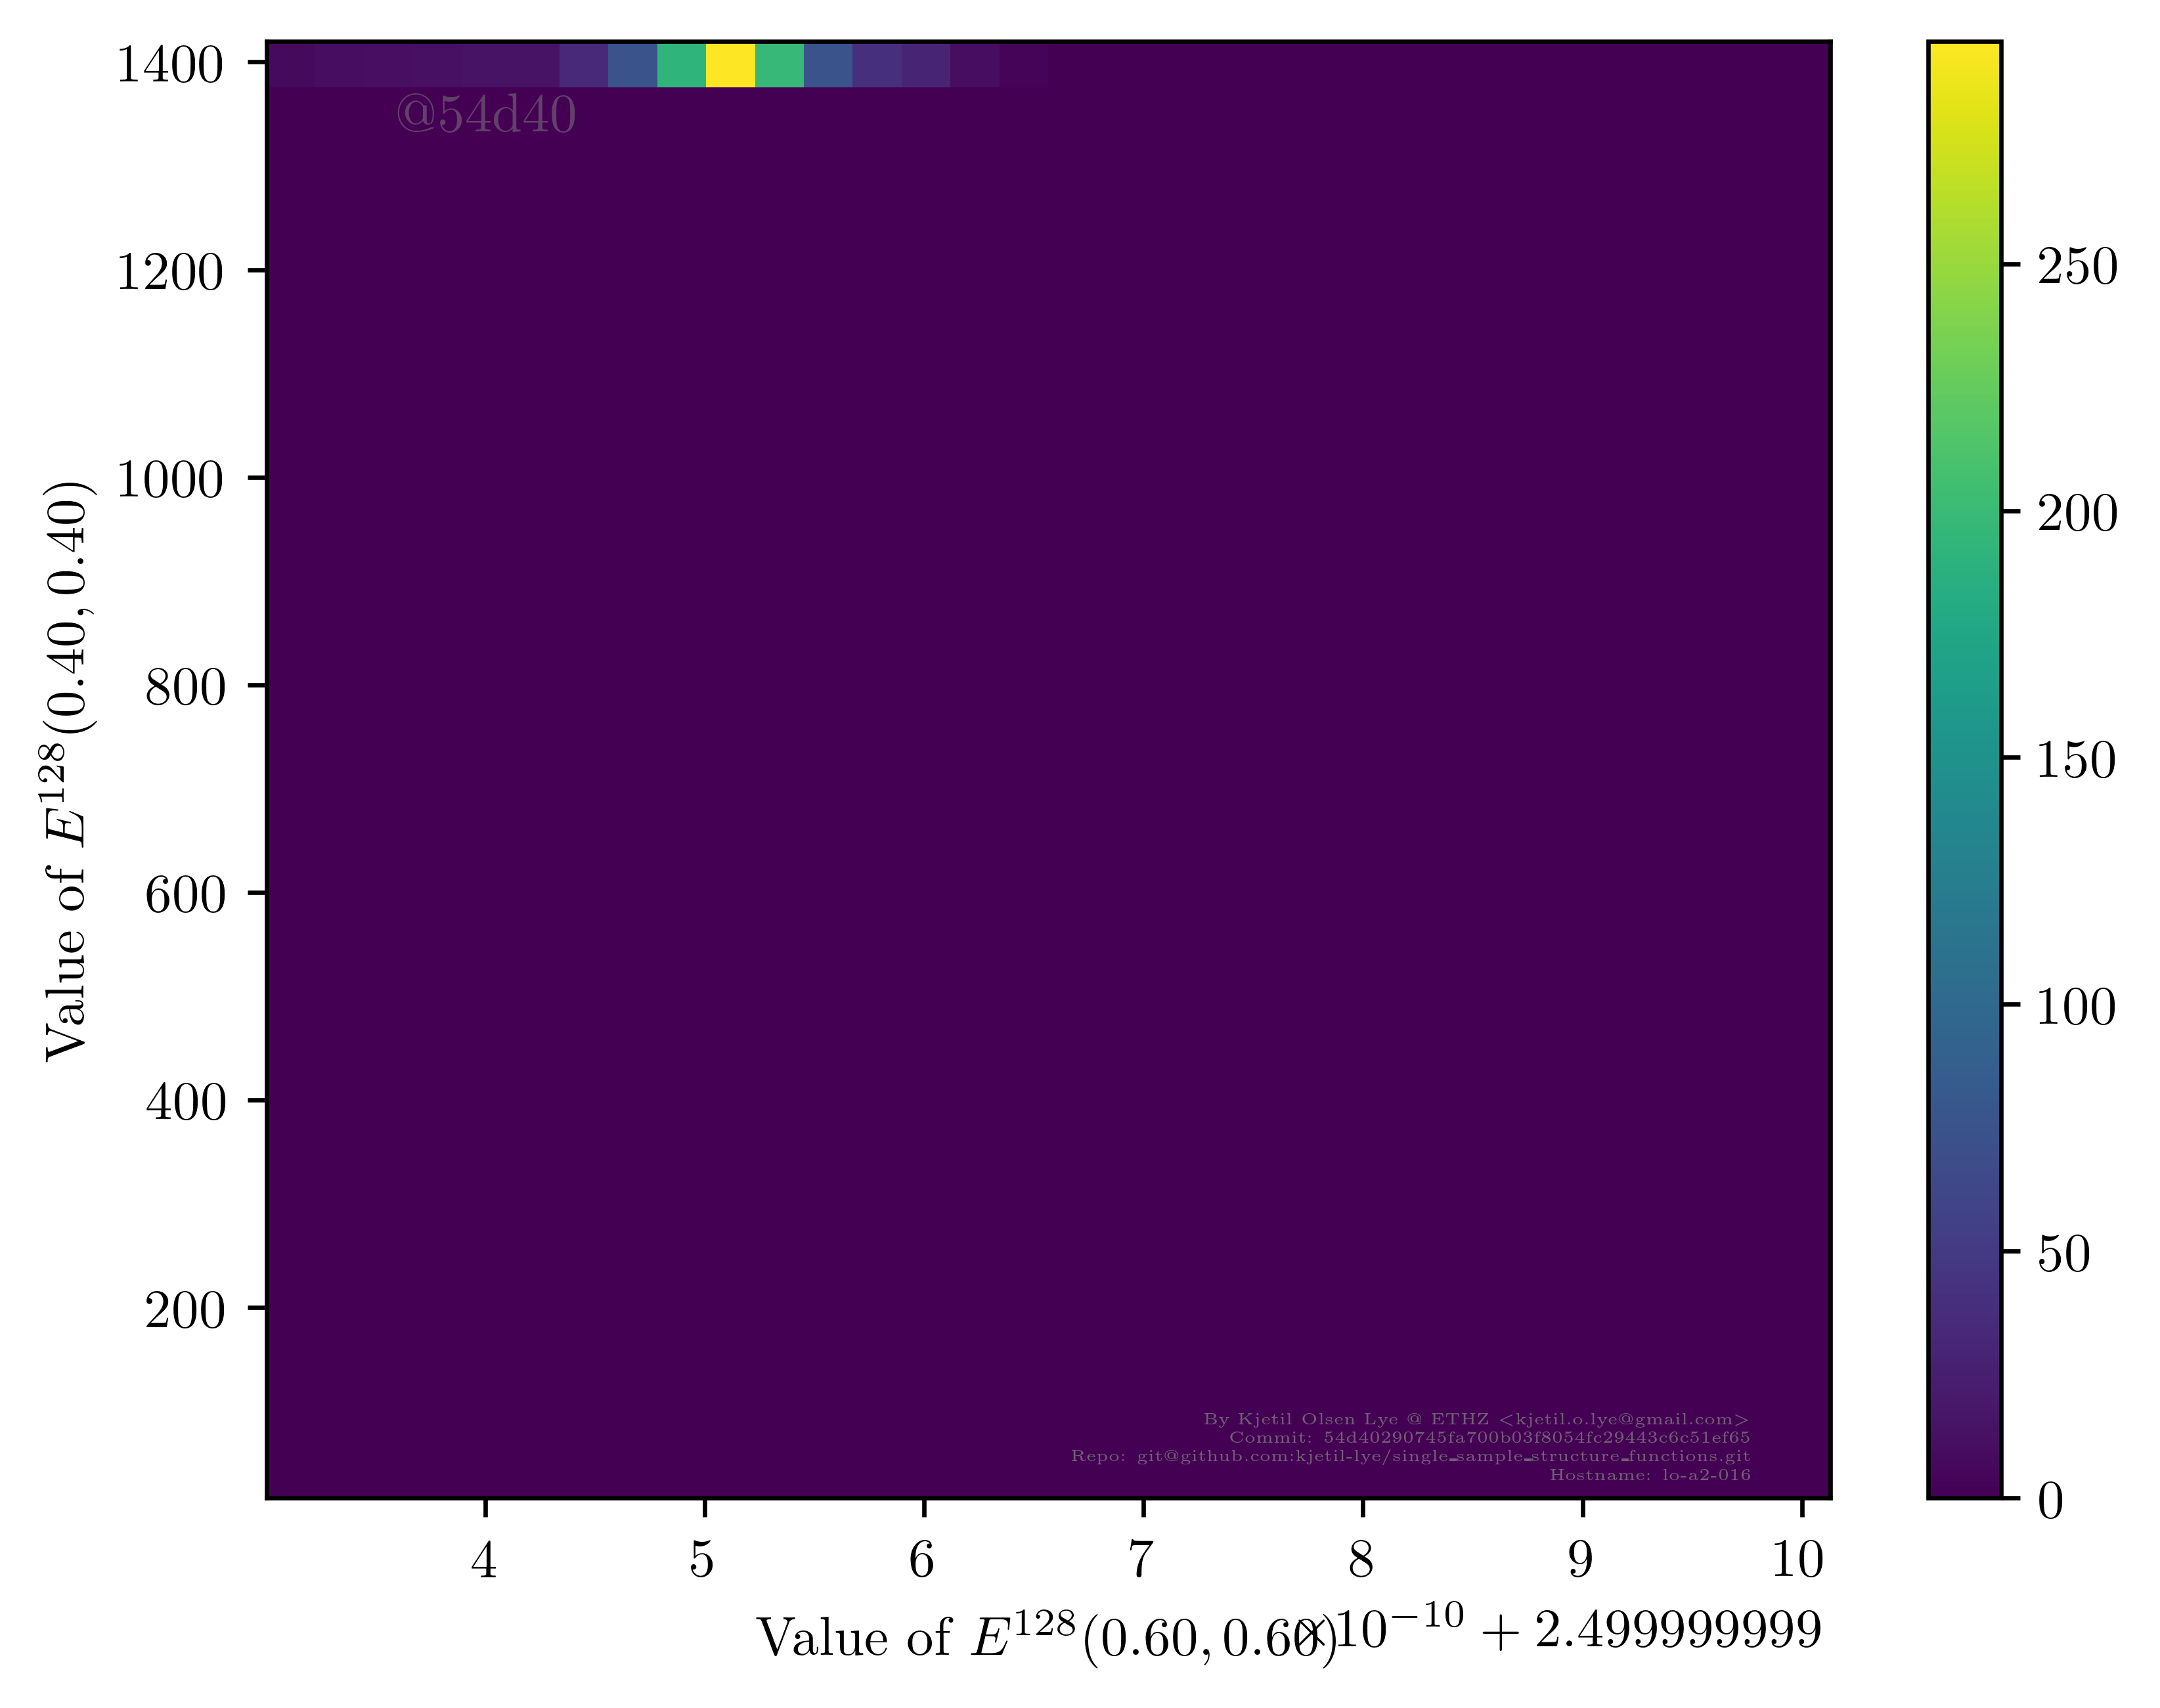 1400
1200
1000
800
600
400
200
Value of E^128(0.40, 0.40)
@54d40
By Kjetil Olsen Lye @ ETHZ <kjetil.o.lye@gmail.com>
Commit: 54d40290745fa700b03f8054fc29443c6c51ef65
Repo: git@github.com:kjetil-lye/single_sample_structure_functions.git
Hostname: lo-a2-016
4 5 6 7 8 9 10
Value of E^128(0.60, 0.60)
×10^−10 + 2.499999999
250
200
150
100
50
0